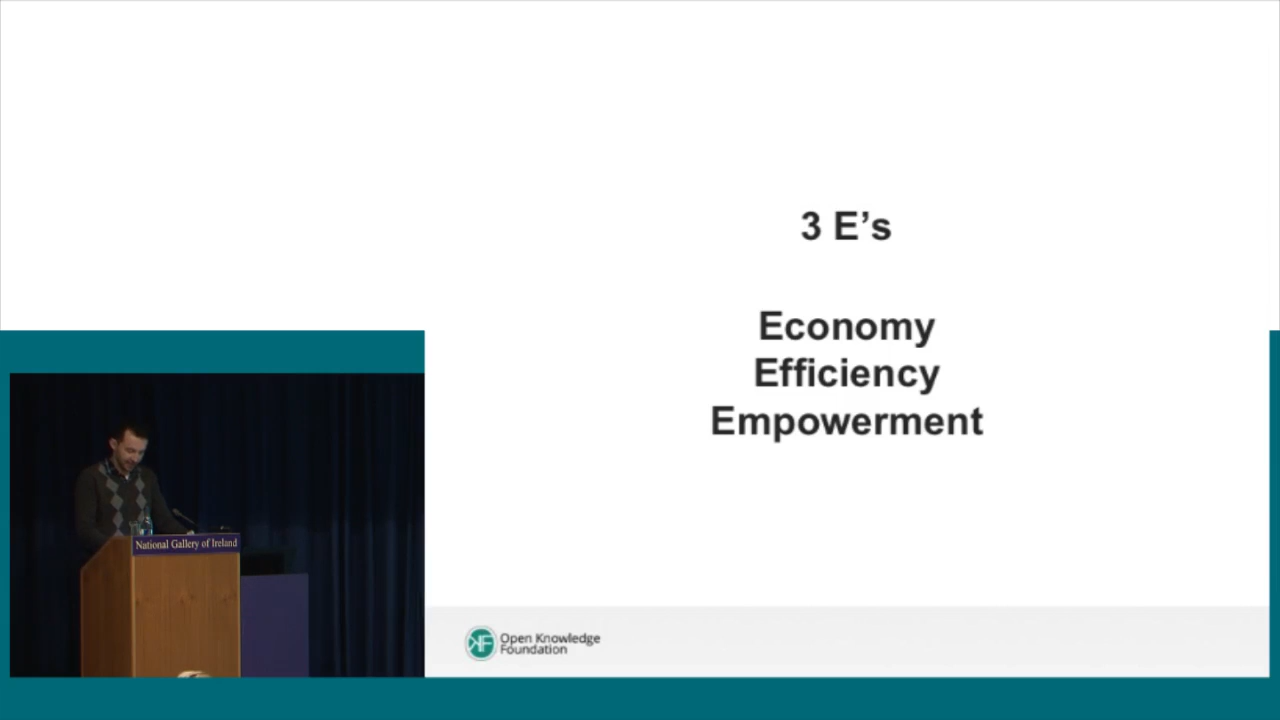 3 E’s
Economy
Efficiency
Empowerment
National Gallery of Ireland
Open Knowledge
Foundation